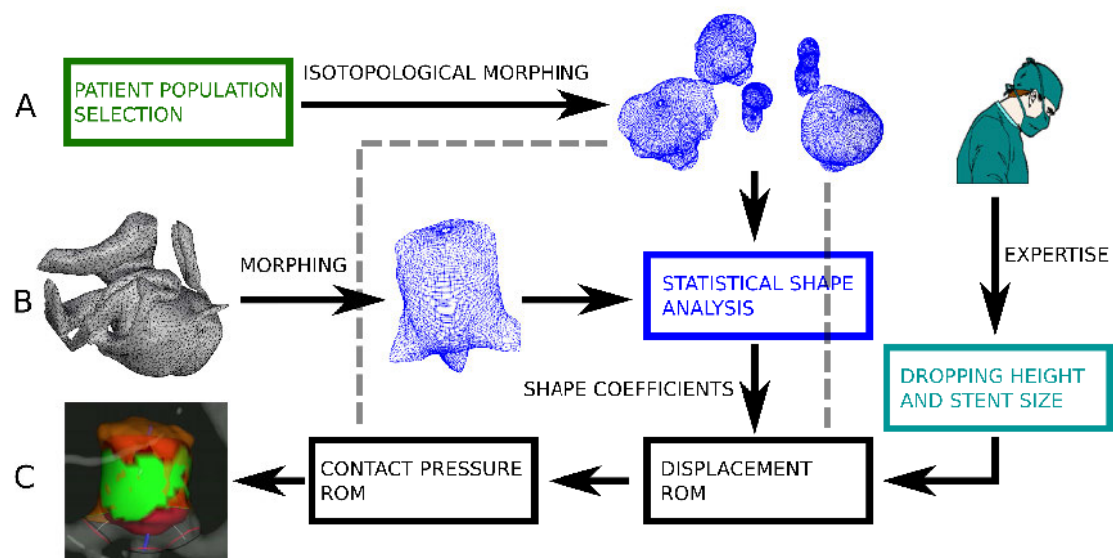 A
PATIENT POPULATION
SELECTION
ISOTOPOLOGICAL MORPHING
B
MORPHING
STATISTICAL SHAPE
ANALYSIS
EXPERTISE
SHAPE COEFFICIENTS
DROPPING HEIGHT
AND STENT SIZE
C
CONTACT PRESSURE
ROM
DISPLACEMENT
ROM